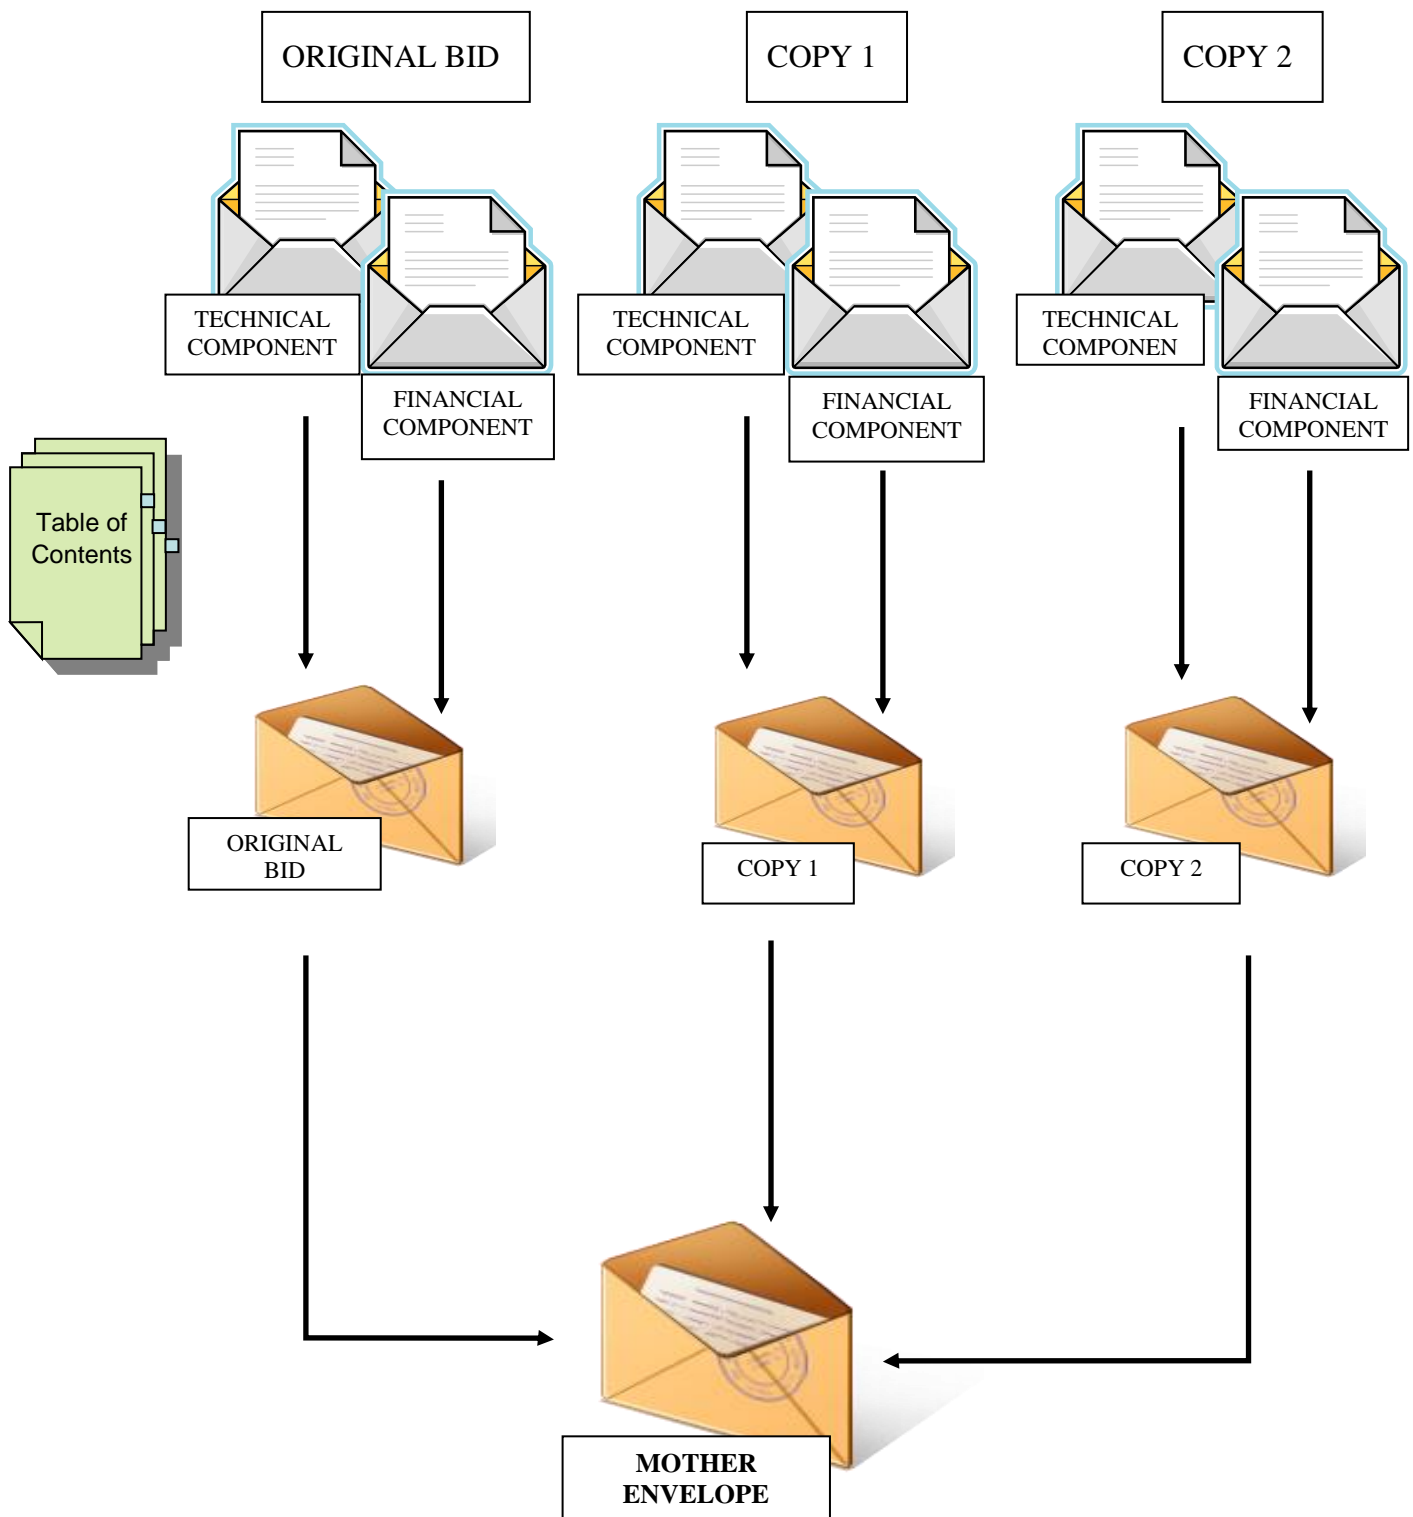 ORIGINAL BID
COPY 1
COPY 2
TECHNICAL
COMPONENT
FINANCIAL
COMPONENT
TECHNICAL
COMPONENT
FINANCIAL
COMPONENT
TECHNICAL
COMPONEN
FINANCIAL
COMPONENT
Table of
Contents
ORIGINAL
BID
COPY 1
COPY 2
MOTHER
ENVELOPE